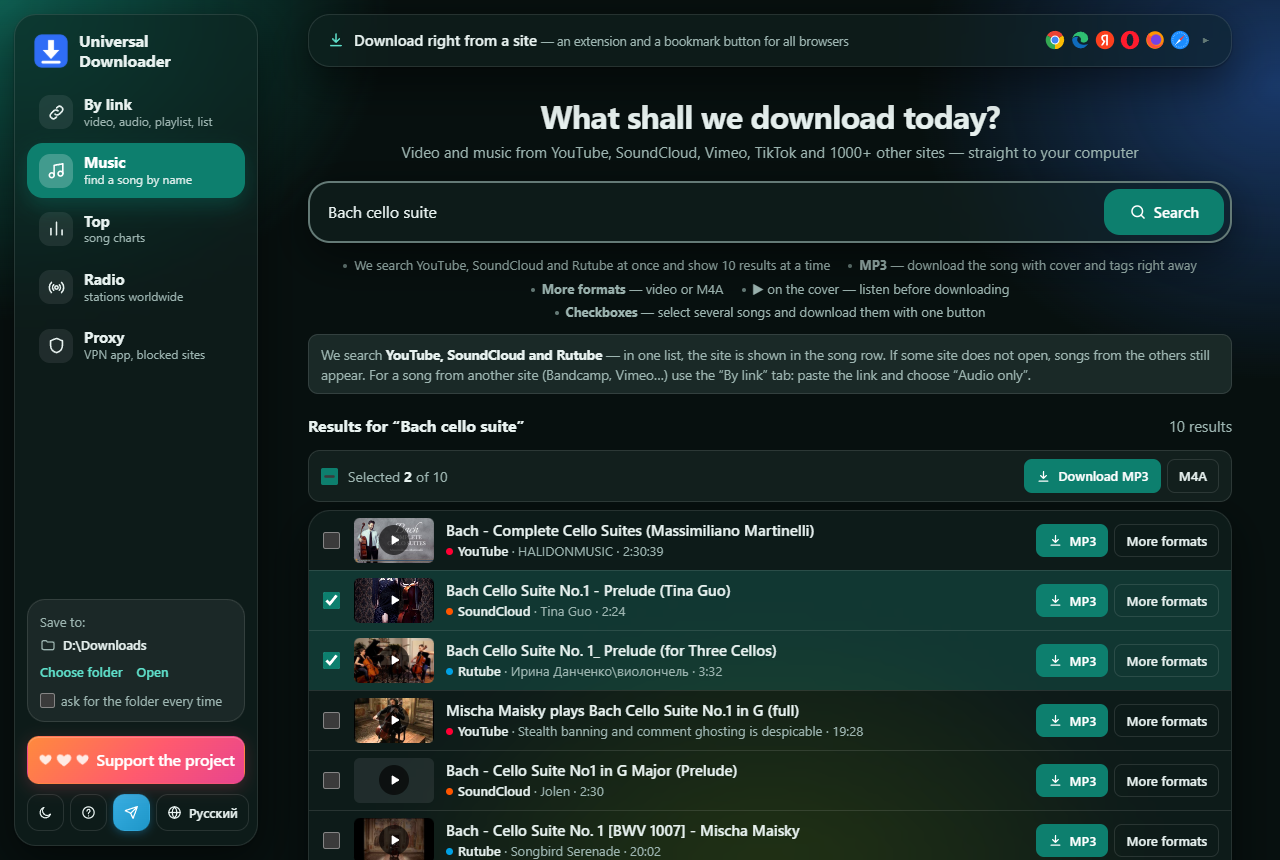 Universal
Downloader
By link
video, audio, playlist, list
Music
find a song by name
Top
song charts
Radio
stations worldwide
Proxy
VPN app, blocked sites
Save to:
D:\Downloads
Choose folder Open
ask for the folder every time
Support the project
Русский
Download right from a site — an extension and a bookmark button for all browsers
What shall we download today?
Video and music from YouTube, SoundCloud, Vimeo, TikTok and 1000+ other sites — straight to your computer
Bach cello suite
Search
• We search YouTube, SoundCloud and Rutube at once and show 10 results at a time • MP3 — download the song with cover and tags right away
• More formats — video or M4A • ▶ on the cover — listen before downloading
• Checkboxes — select several songs and download them with one button
We search YouTube, SoundCloud and Rutube — in one list, the site is shown in the song row. If some site does not open, songs from the others still
appear. For a song from another site (Bandcamp, Vimeo...) use the “By link” tab: paste the link and choose “Audio only”.
Results for “Bach cello suite” 10 results
Selected 2 of 10 Download MP3 M4A
Bach - Complete Cello Suites (Massimiliano Martinelli)
YouTube · HALIDONMUSIC · 2:30:39
MP3 More formats
Bach Cello Suite No.1 - Prelude (Tina Guo)
SoundCloud · Tina Guo · 2:24
MP3 More formats
Bach Cello Suite No. 1_ Prelude (for Three Cellos)
Rutube · Ирина Данченко\виолончель · 3:32
MP3 More formats
Mischa Maisky plays Bach Cello Suite No.1 in G (full)
YouTube · Stealth banning and comment ghosting is despicable · 19:28
MP3 More formats
Bach - Cello Suite No1 in G Major (Prelude)
SoundCloud · Jolen · 2:30
MP3 More formats
Bach - Cello Suite No. 1 [BWV 1007] - Mischa Maisky
Rutube · Songbird Serenade · 20:02
MP3 More formats